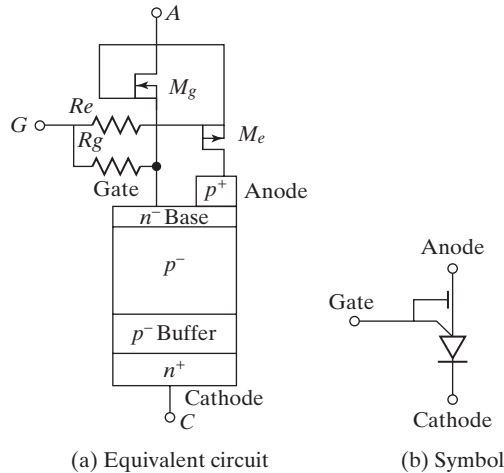 A
M_g
Re
G
M_e
Rg
p⁺
Gate
Anode
n⁻ Base
p⁻
Anode
Gate
p⁻ Buffer
n⁺
Cathode
C
Cathode
(a) Equivalent circuit
(b) Symbol